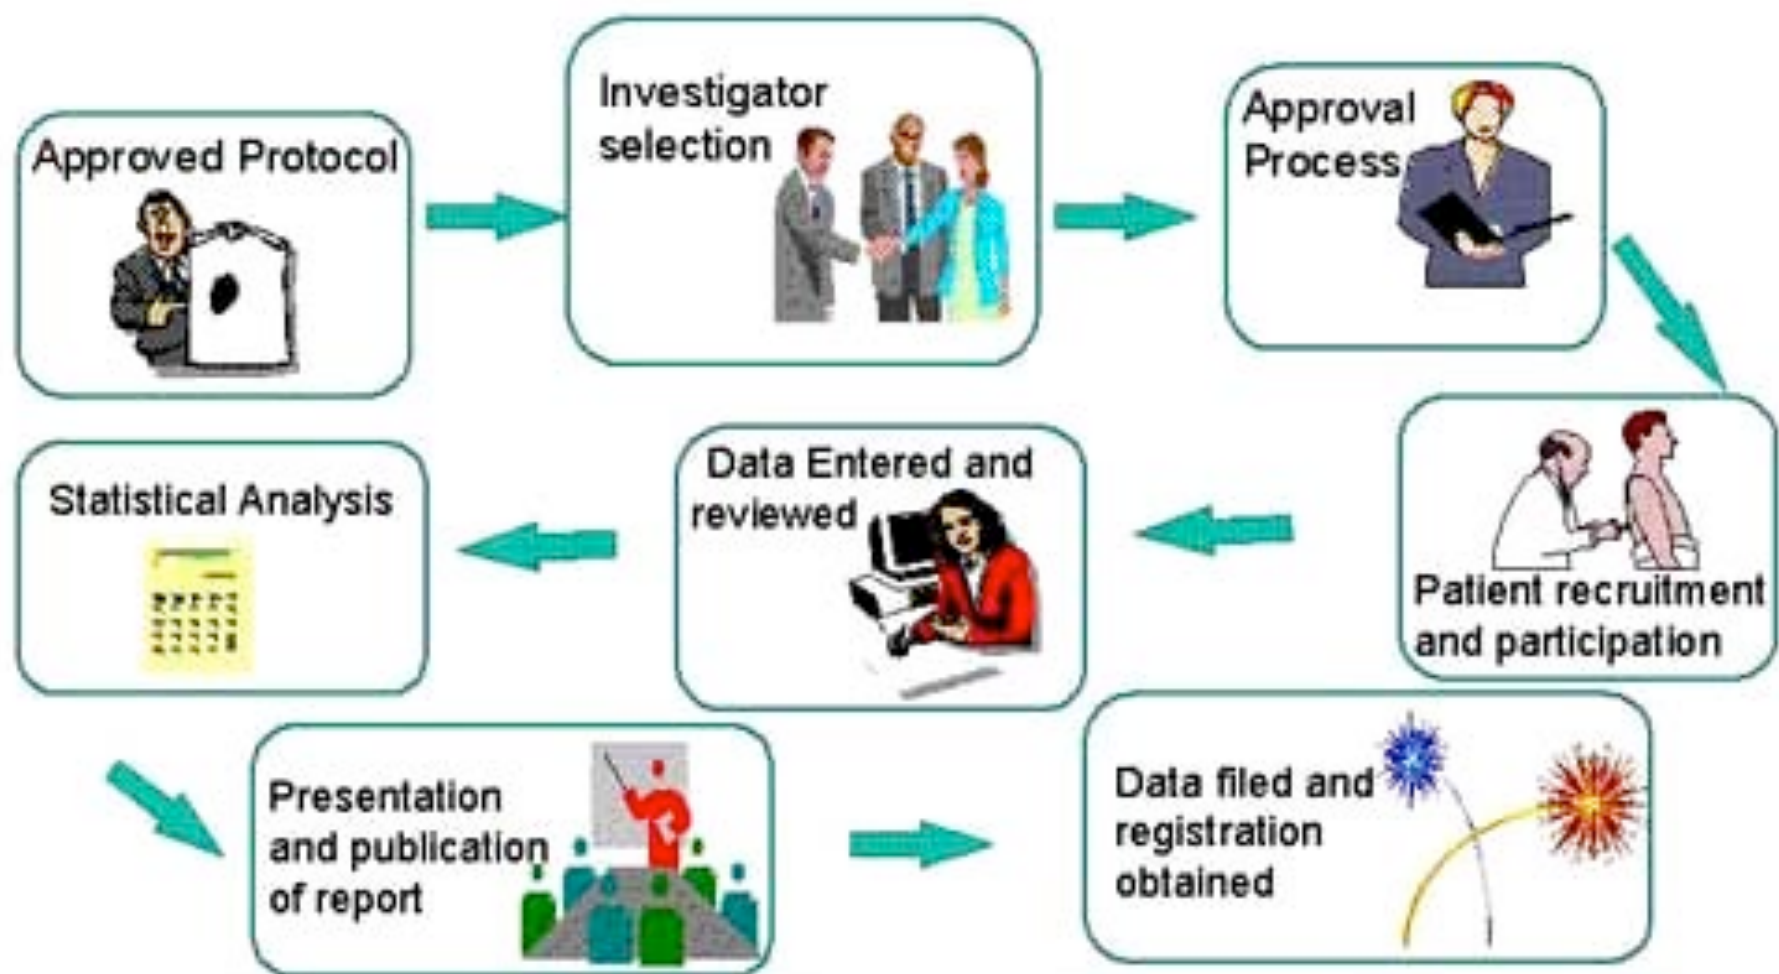 Approved Protocol
Investigator
selection
Approval
Process
Patient recruitment
and participation
Data Entered and
reviewed
Statistical Analysis
Presentation
and publication
of report
Data filed and
registration
obtained